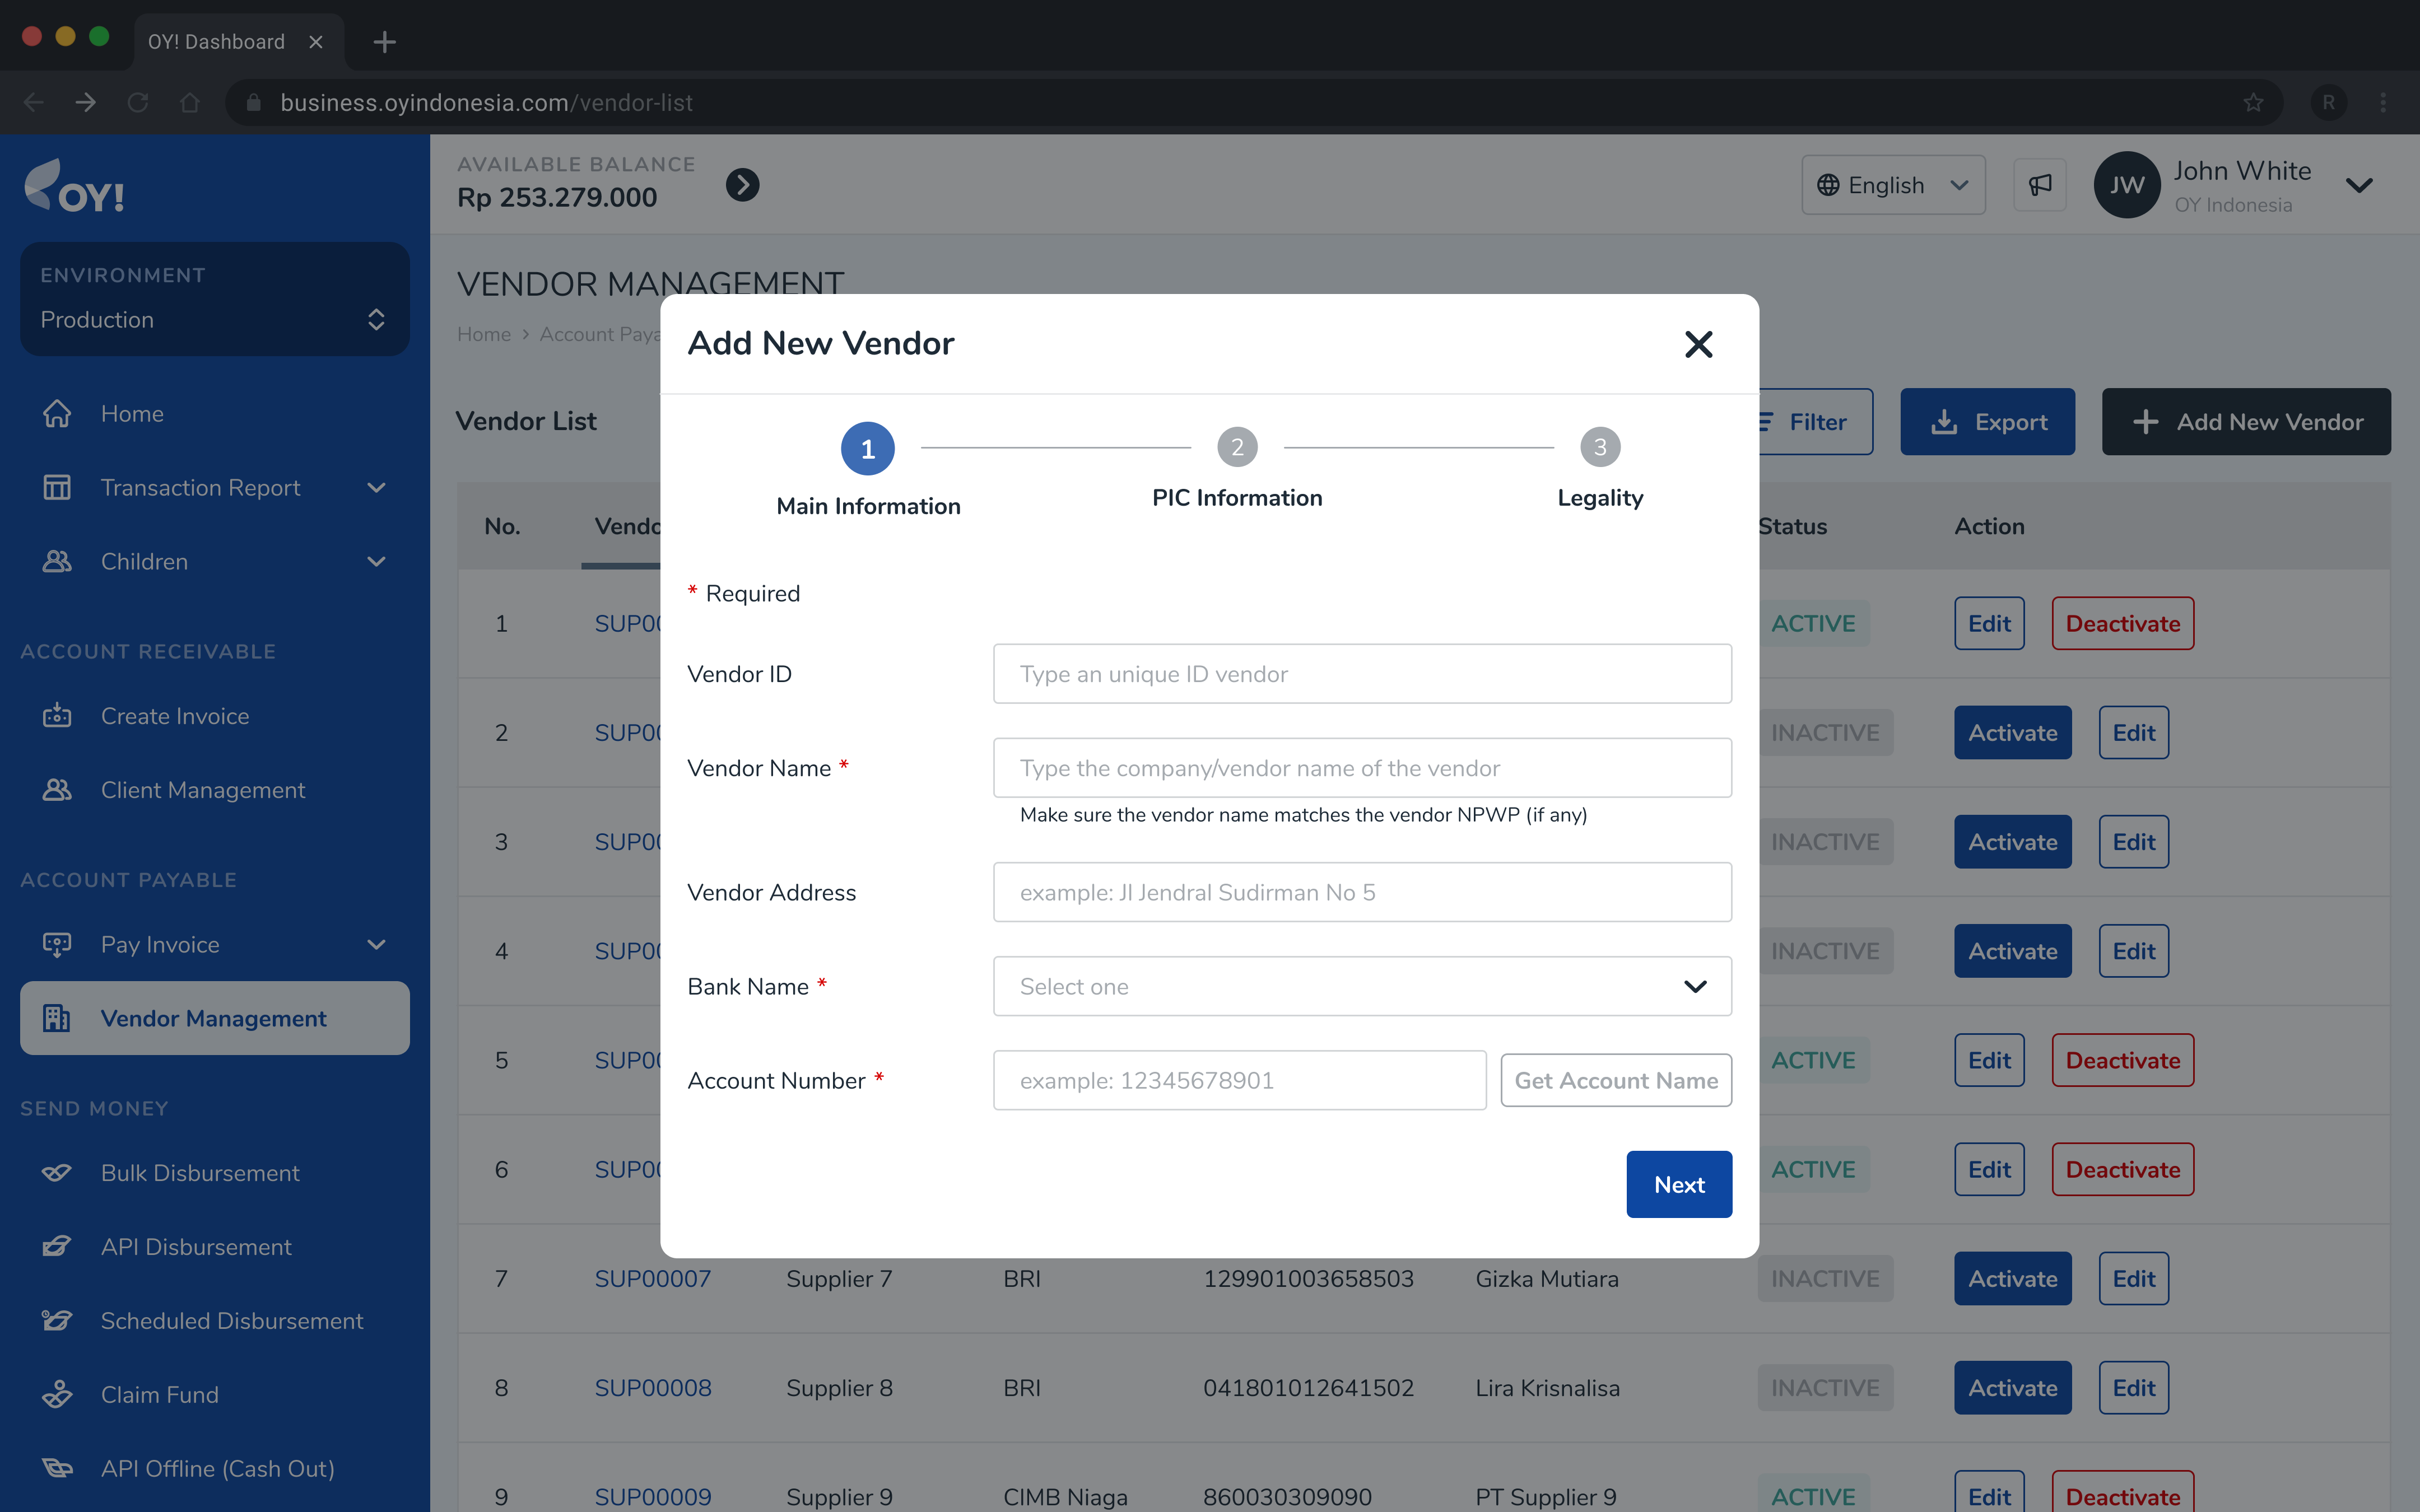 OY! Dashboard
business.oyindonesia.com/vendor-list
R
OY!
ENVIRONMENT
Production
Home
Transaction Report
Children
ACCOUNT RECEIVABLE
Create Invoice
Client Management
ACCOUNT PAYABLE
Pay Invoice
Vendor Management
SEND MONEY
Bulk Disbursement
API Disbursement
Scheduled Disbursement
Claim Fund
API Offline (Cash Out)
AVAILABLE BALANCE
Rp 253.279.000
English
JW
John White
OY Indonesia
VENDOR MANAGEMENT
Home > Account Paya
Vendor List
Filter
Export
Add New Vendor
No. Vendo Status Action
1 SUP00 ACTIVE Edit Deactivate
2 SUP00 INACTIVE Activate Edit
3 SUP00 INACTIVE Activate Edit
4 SUP00 INACTIVE Activate Edit
5 SUP00 ACTIVE Edit Deactivate
6 SUP00 ACTIVE Edit Deactivate
7 SUP00007 Supplier 7 BRI 129901003658503 Gizka Mutiara INACTIVE Activate Edit
8 SUP00008 Supplier 8 BRI 041801012641502 Lira Krisnalisa INACTIVE Activate Edit
9 SUP00009 Supplier 9 CIMB Niaga 860030309090 PT Supplier 9 ACTIVE Edit Deactivate
Add New Vendor
1 2 3
Main Information PIC Information Legality
* Required
Vendor ID Type an unique ID vendor
Vendor Name * Type the company/vendor name of the vendor
Make sure the vendor name matches the vendor NPWP (if any)
Vendor Address example: Jl Jendral Sudirman No 5
Bank Name * Select one
Account Number * example: 12345678901 Get Account Name
Next